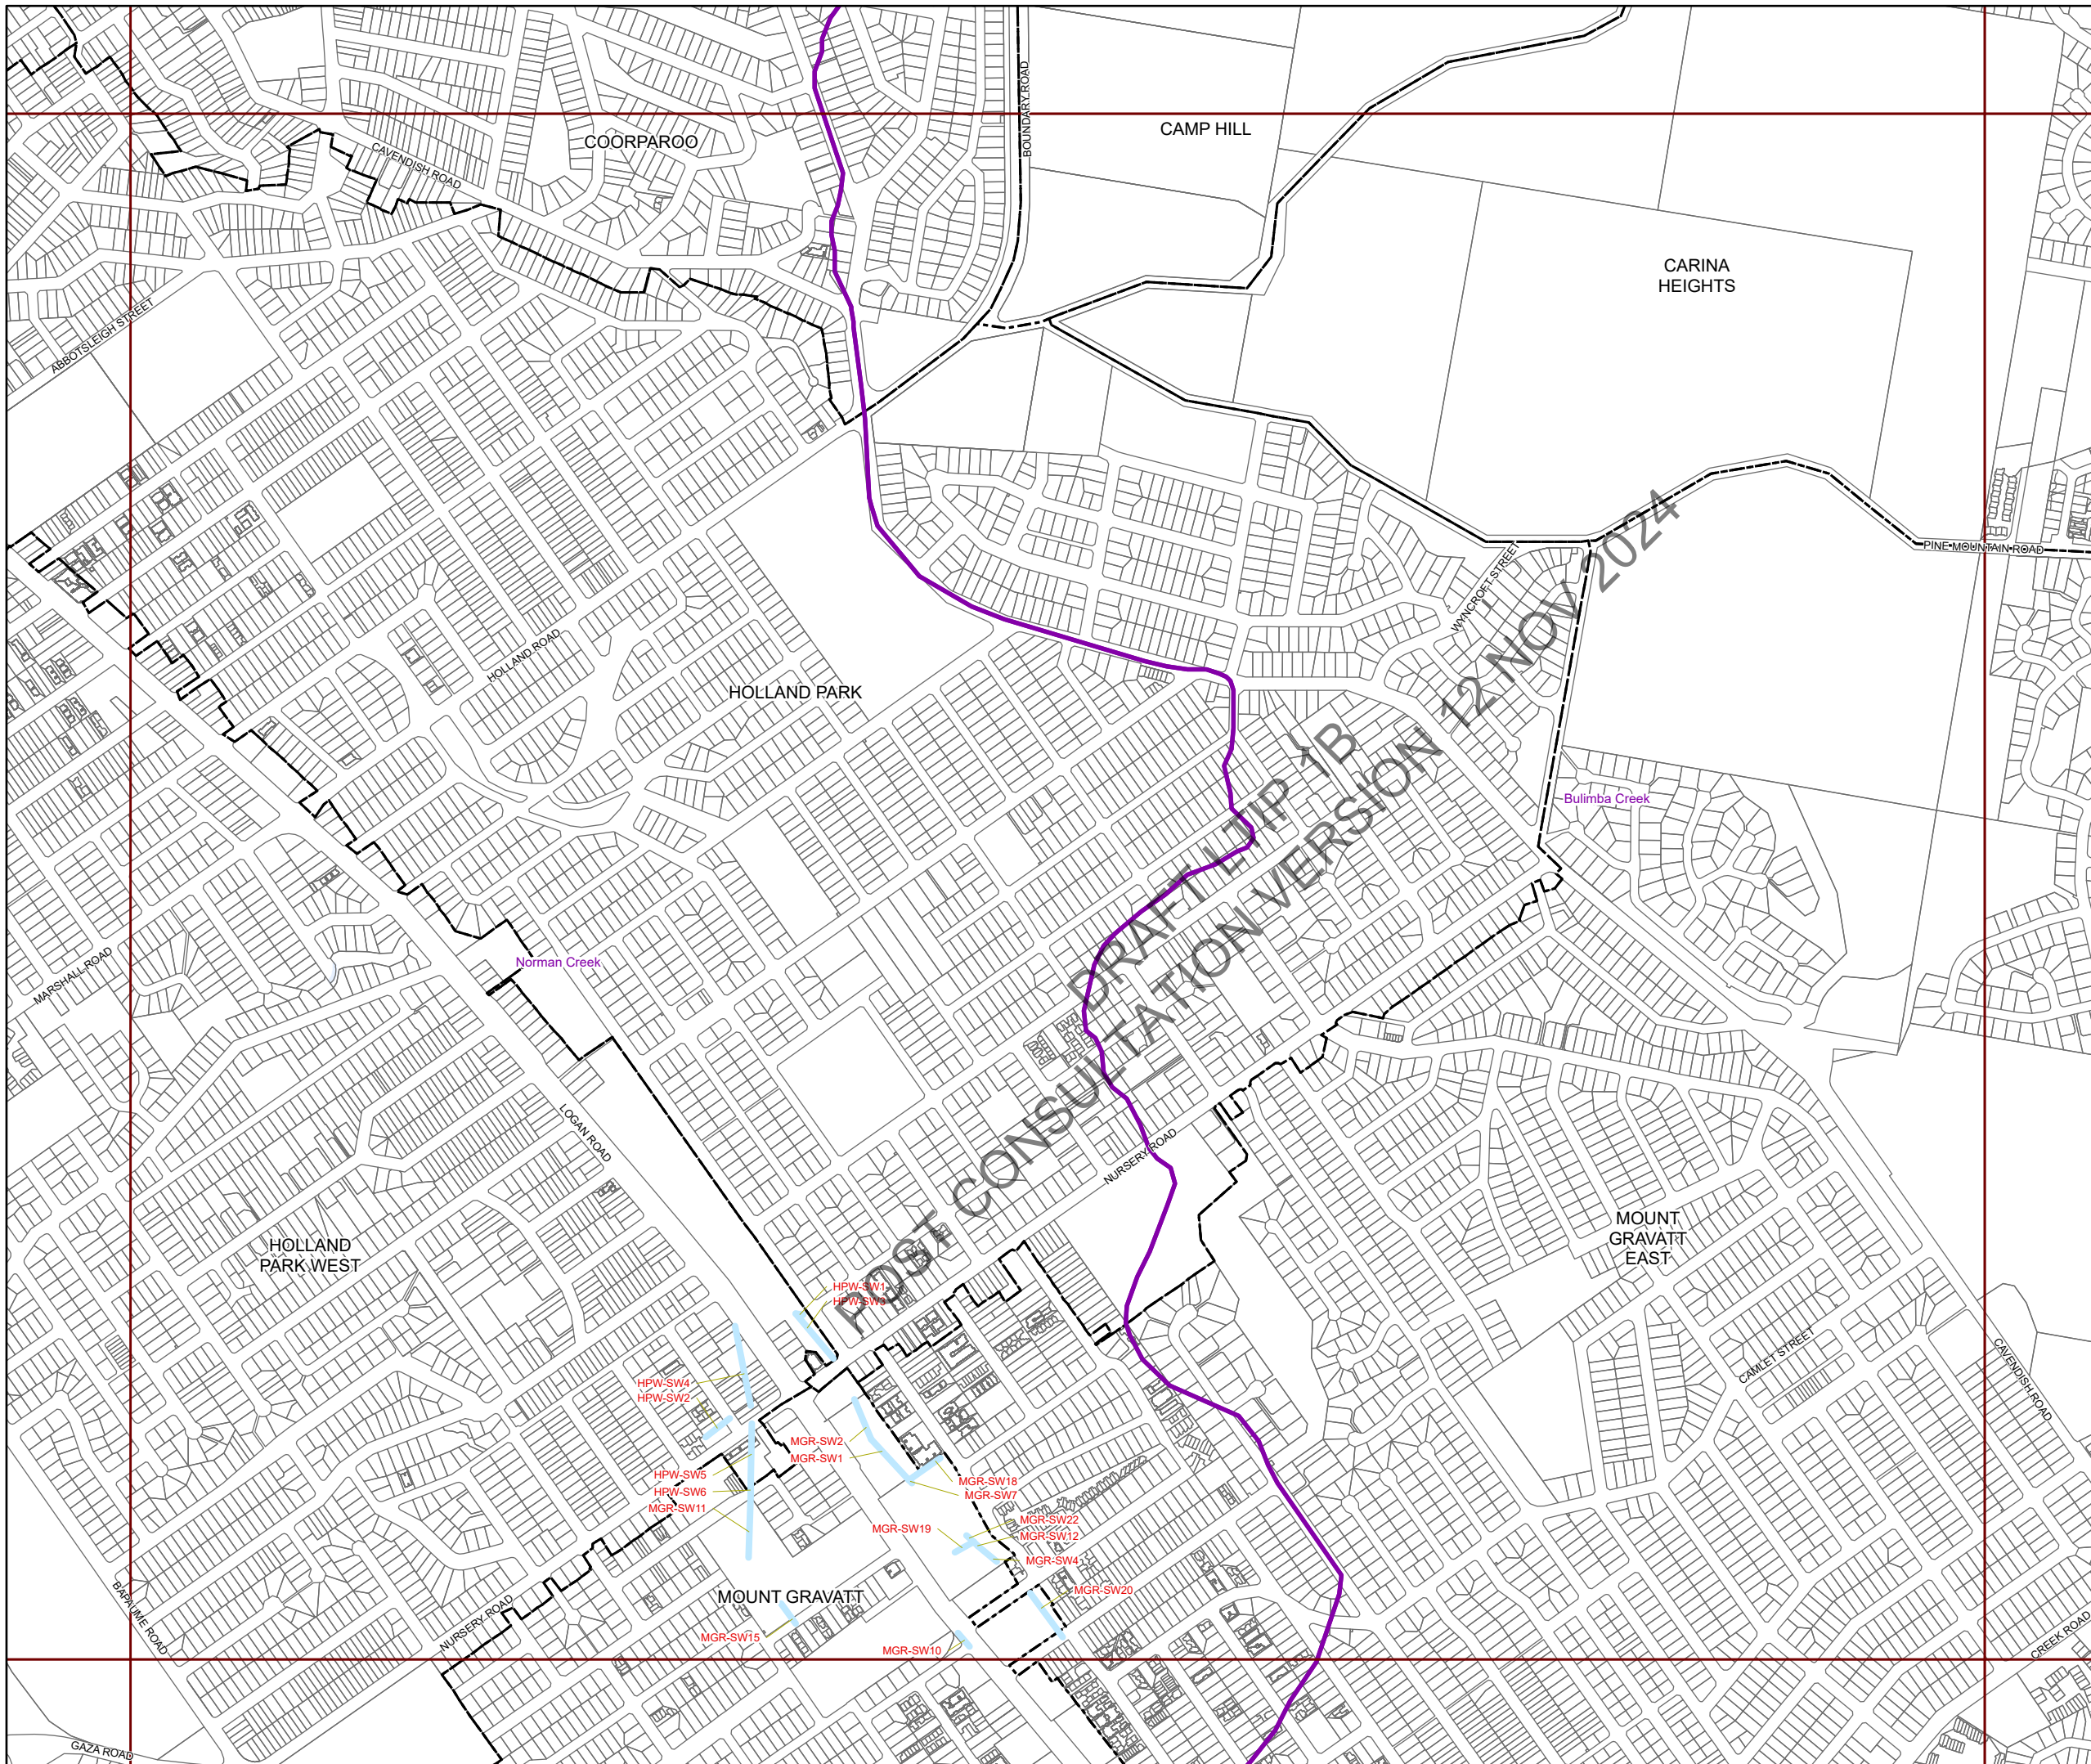 BOUNDARY ROAD
CAMP HILL
COORPAROO
CAVENDISH ROAD
CARINA
HEIGHTS
ABBOTSLEIGH STREET
PINE MOUNTAIN ROAD
WYNCROFT STREET
HOLLAND ROAD
HOLLAND PARK
Bulimba Creek
DRAFT LTIP 1B
POST CONSULTATION VERSION 12 NOV 2024
MARSHALL ROAD
Norman Creek
LOGAN ROAD
NURSERY ROAD
HOLLAND
PARK WEST
MOUNT
GRAVATT
EAST
HPW-SW1
HPW-SW3
HPW-SW4
HPW-SW2
CAMLET STREET
CAVENDISH ROAD
MGR-SW2
MGR-SW1
HPW-SW5
HPW-SW6
MGR-SW11
MGR-SW18
MGR-SW7
MGR-SW22
MGR-SW19
MGR-SW12
MGR-SW4
MGR-SW20
MOUNT GRAVATT
BAPAUME ROAD
NURSERY ROAD
MGR-SW15
MGR-SW10
CREEK ROAD
GAZA ROAD